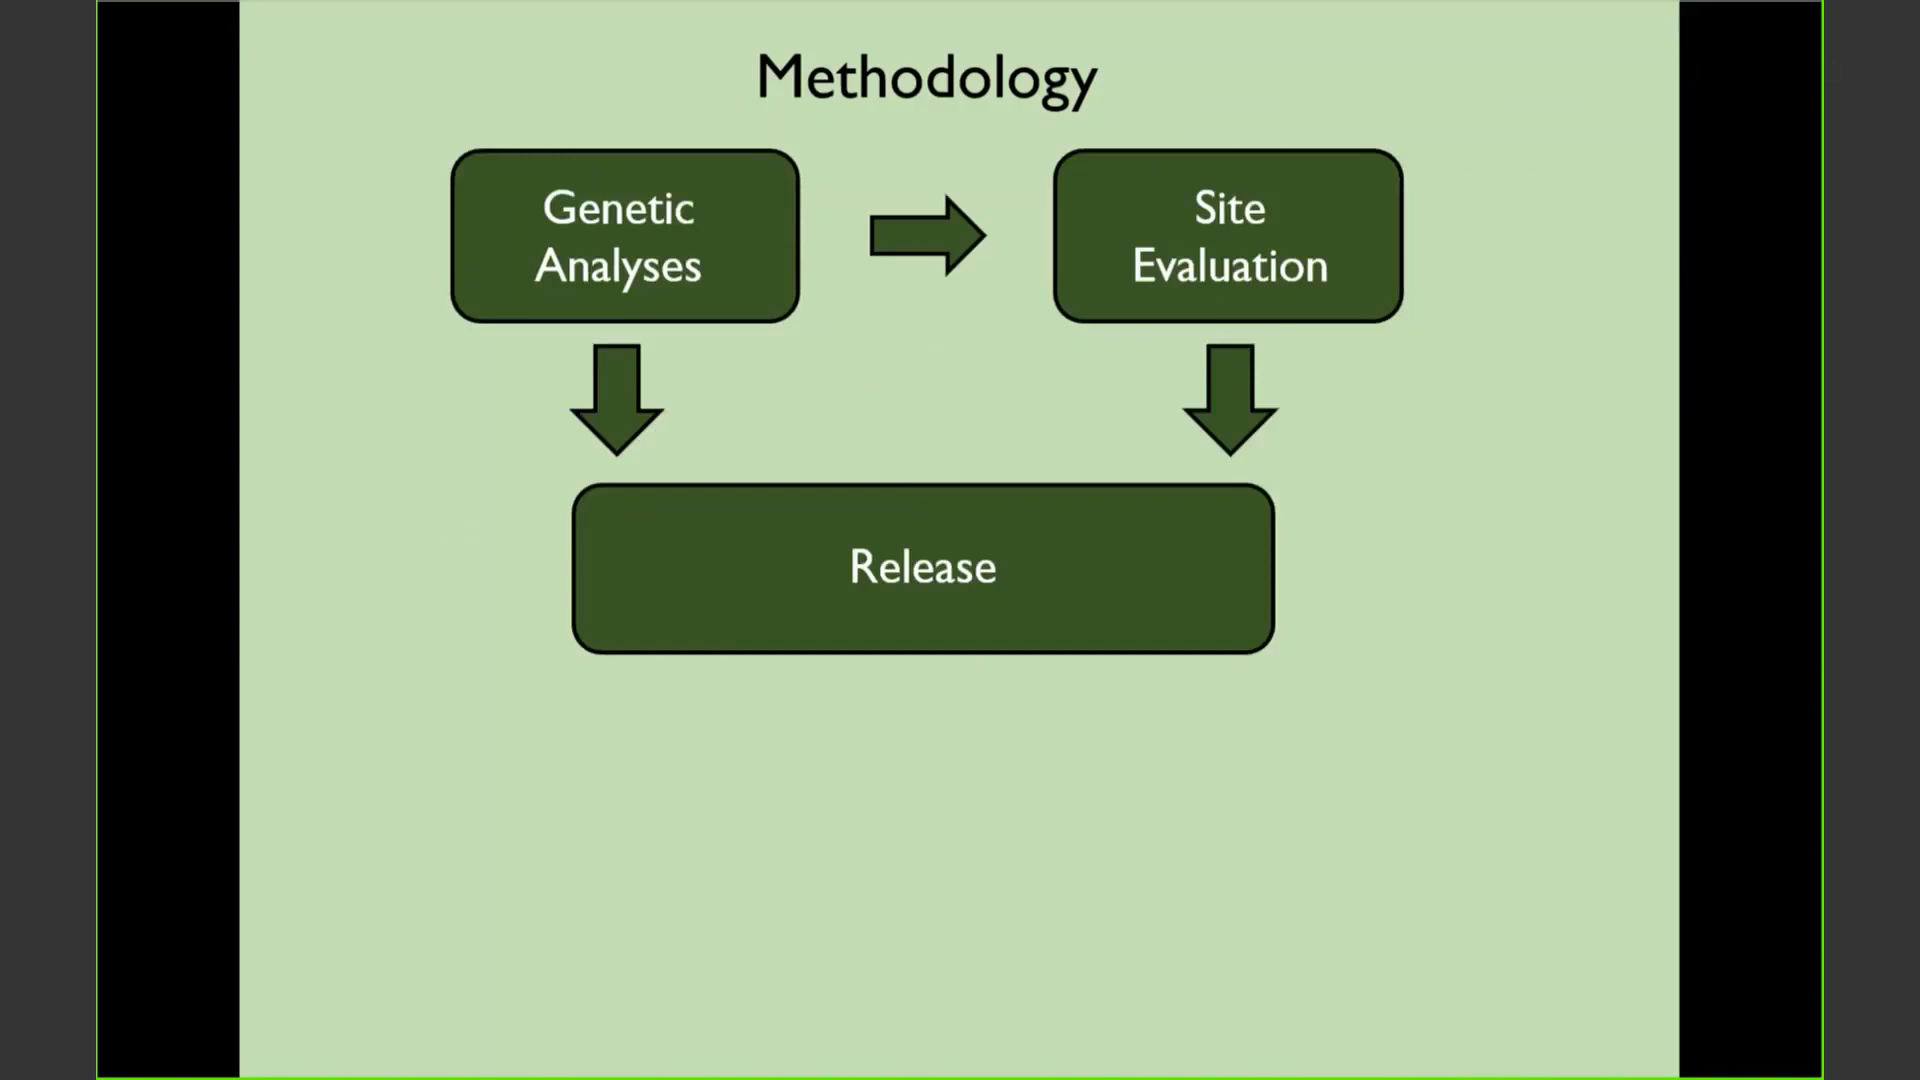 Methodology
Genetic
Analyses
Site
Evaluation
Release